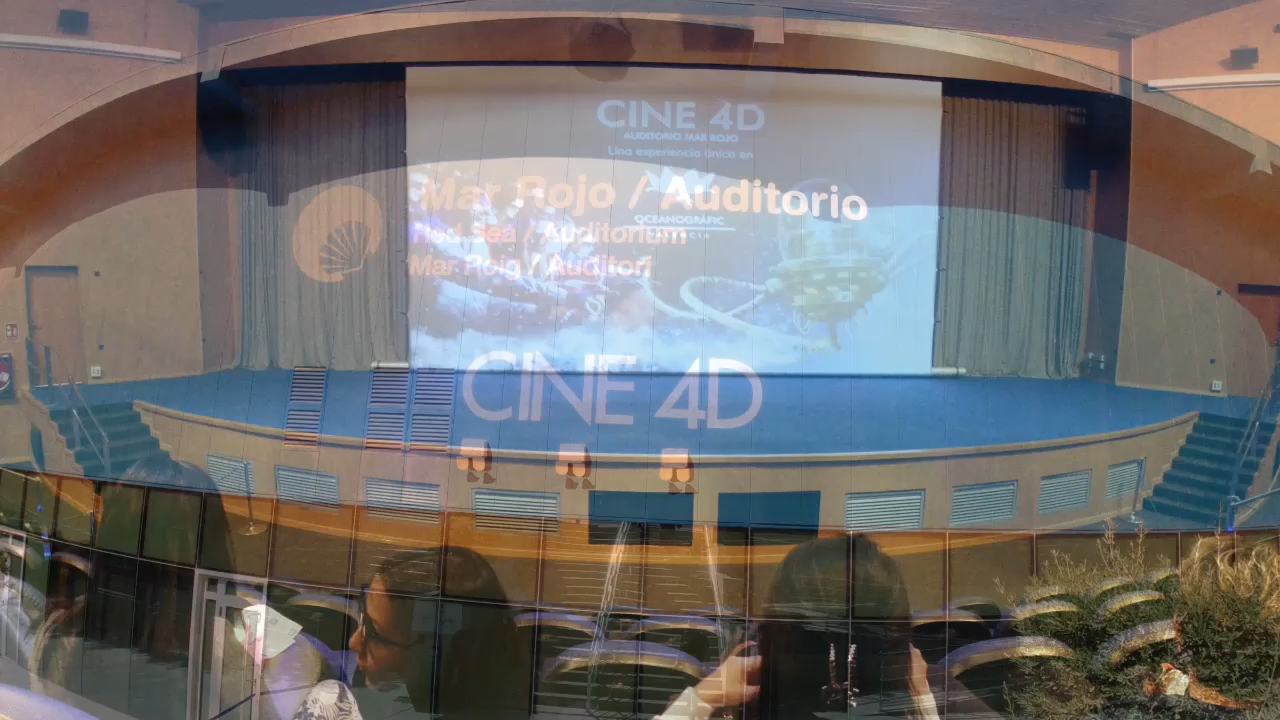 CINE 4D
AUDITORIO MAR ROJO
Una experiencia única en
Mar Rojo / Auditorio
OCEANOGRÀFIC
VALENCIA
Red Sea / Auditorium
Mar Roig / Auditori
CINE 4D